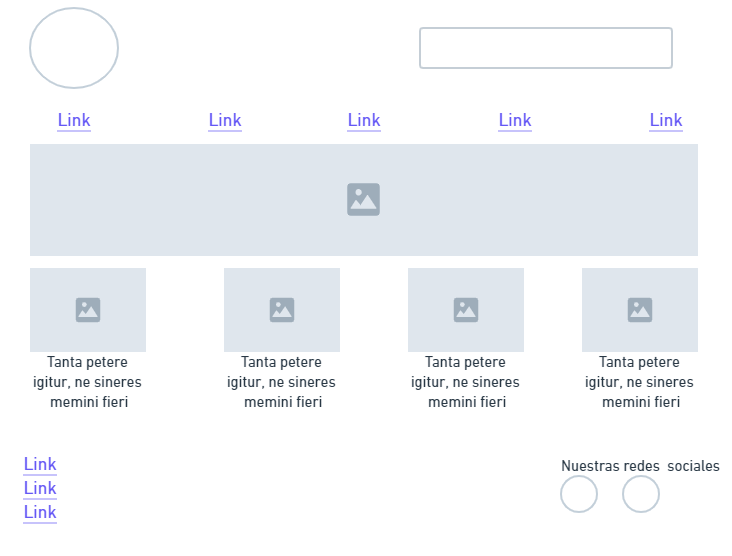 Link Link Link Link Link
Tanta petere
igitur, ne sineres
memini fieri
Tanta petere
igitur, ne sineres
memini fieri
Tanta petere
igitur, ne sineres
memini fieri
Tanta petere
igitur, ne sineres
memini fieri
Link
Link
Link
Nuestras redes sociales